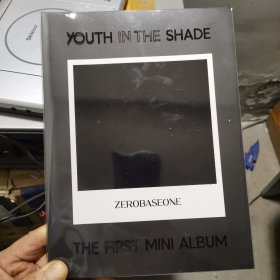 YOUTH IN THE SHADE
ZEROBASEONE
THE FIRST MINI ALBUM